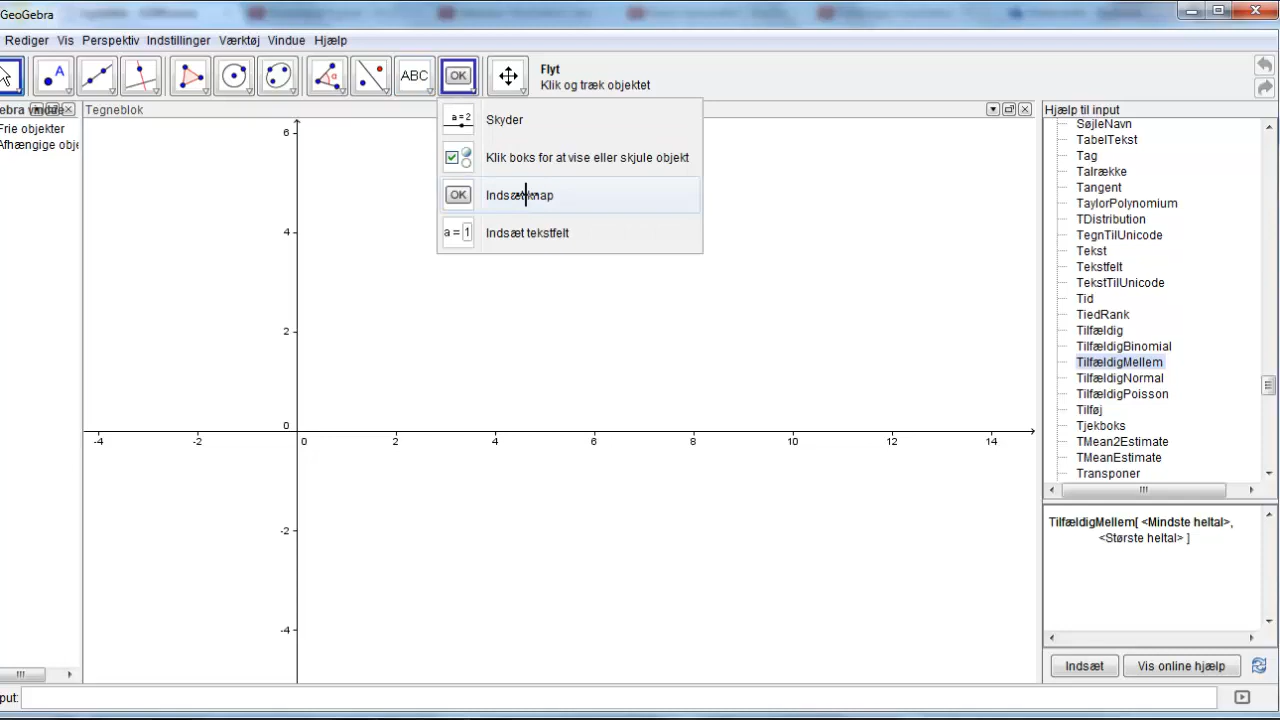 GeoGebra
Rediger Vis Perspektiv Indstillinger Værktøj Vindue Hjælp
A
ABC
OK
Flyt
Klik og træk objektet
Tegneblok
Hjælp til input
Frie objekter
Afhængige obje
a = 2
Skyder
Klik boks for at vise eller skjule objekt
OK
Indsæt knap
a = 1
Indsæt tekstfelt
6
4
2
0
-2
-4
-4 -2 0 2 4 6 8 10 12 14
SøjleNavn
TabelTekst
Tag
Talrække
Tangent
TaylorPolynomium
TDistribution
TegnTilUnicode
Tekst
Tekstfelt
TekstTilUnicode
Tid
TiedRank
Tilfældig
TilfældigBinomial
TilfældigMellem
TilfældigNormal
TilfældigPoisson
Tilføj
Tjekboks
TMean2Estimate
TMeanEstimate
Transponer
TilfældigMellem[ <Mindste heltal>,
<Største heltal> ]
Indsæt
Vis online hjælp
put: